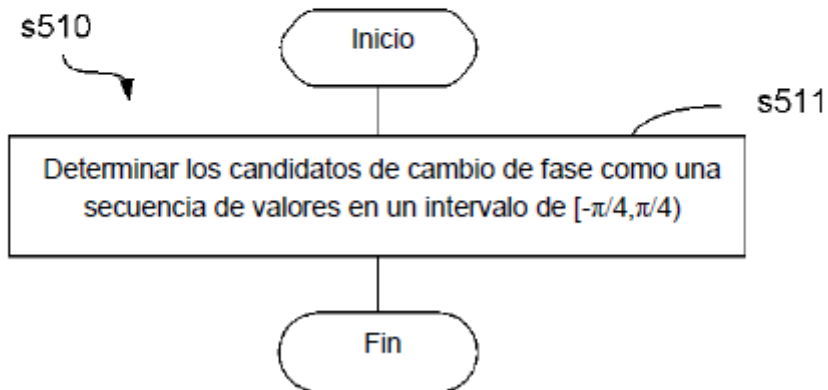 s510
Inicio
s511
Determinar los candidatos de cambio de fase como una
secuencia de valores en un intervalo de [-π/4,π/4)
Fin